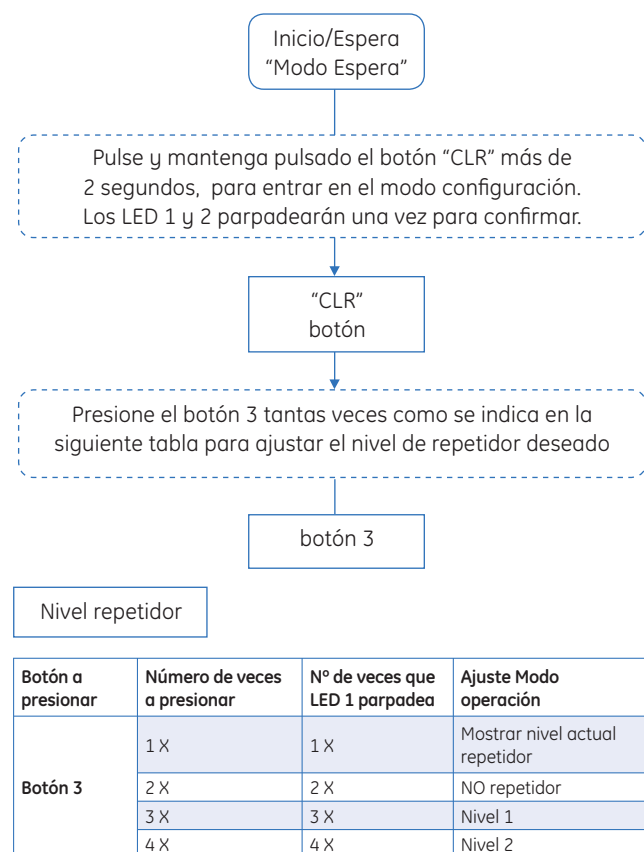 Inicio/Espera
“Modo Espera”
Pulse y mantenga pulsado el botón “CLR” más de
2 segundos, para entrar en el modo configuración.
Los LED 1 y 2 parpadearán una vez para confirmar.
“CLR”
botón
Presione el botón 3 tantas veces como se indica en la
siguiente tabla para ajustar el nivel de repetidor deseado
botón 3
Nivel repetidor
Botón a presionar | Número de veces a presionar | Nº de veces que LED 1 parpadea | Ajuste Modo operación
Botón 3 | 1 X | 1 X | Mostrar nivel actual repetidor
2 X | 2 X | NO repetidor
3 X | 3 X | Nivel 1
4 X | 4 X | Nivel 2